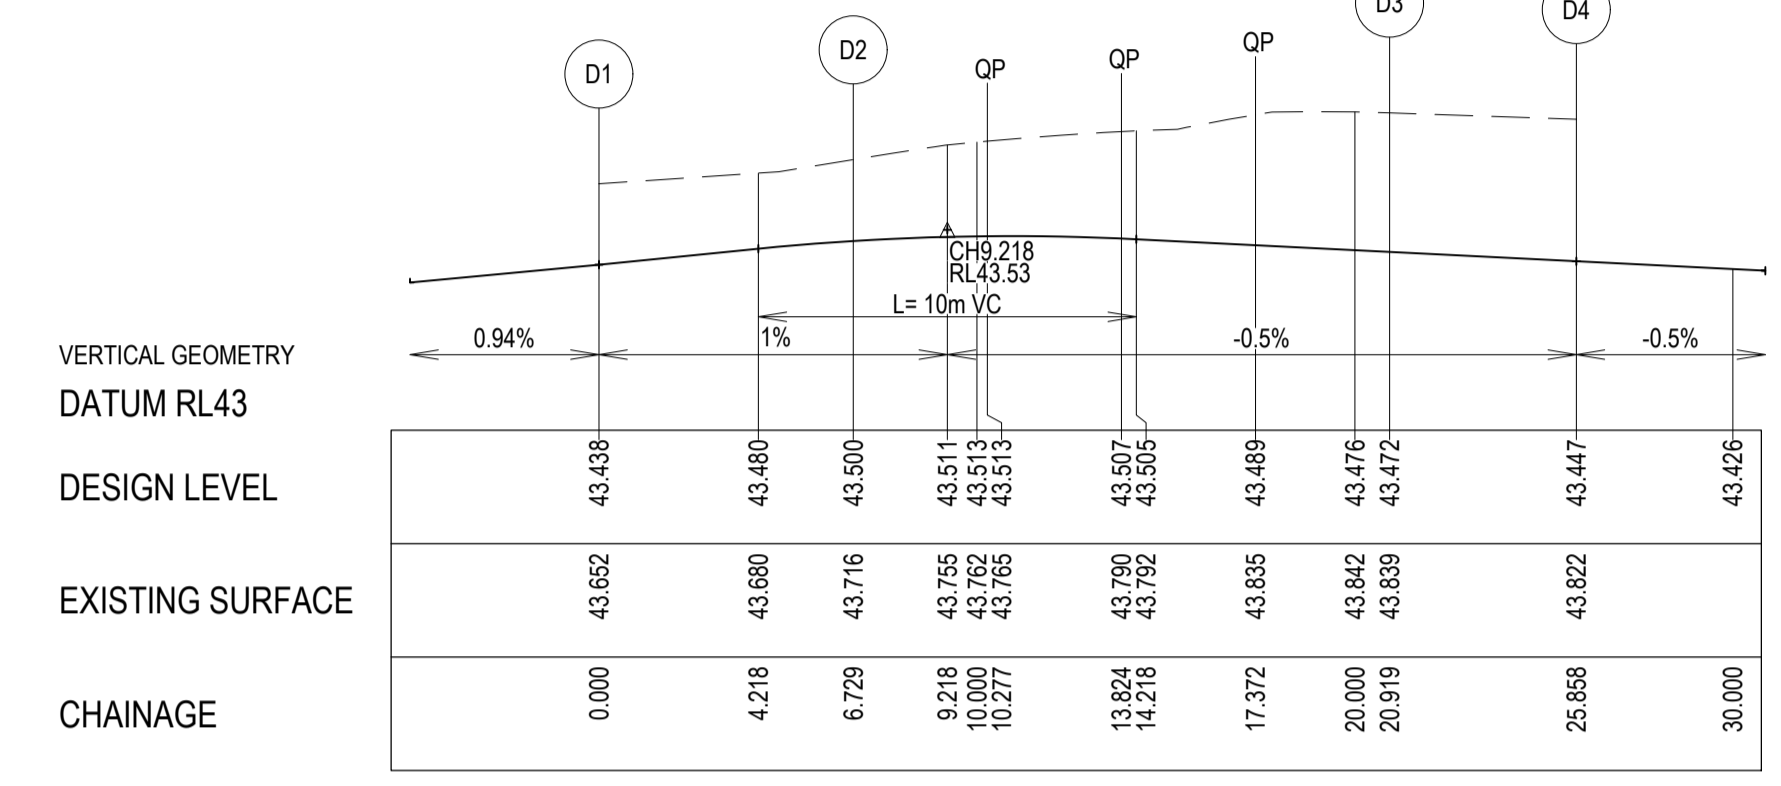 D3
D4
D1
D2
QP
QP
QP
CH9.218
RL43.53
L= 10m VC
0.94%
1%
-0.5%
-0.5%
VERTICAL GEOMETRY
DATUM RL43
DESIGN LEVEL 43.438 43.480 43.500 43.511 43.513 43.513 43.507 43.505 43.489 43.476 43.472 43.447 43.426
EXISTING SURFACE 43.652 43.680 43.716 43.755 43.762 43.765 43.790 43.792 43.835 43.842 43.839 43.822
CHAINAGE 0.000 4.218 6.729 9.218 10.000 10.277 13.824 14.218 17.372 20.000 20.919 25.858 30.000